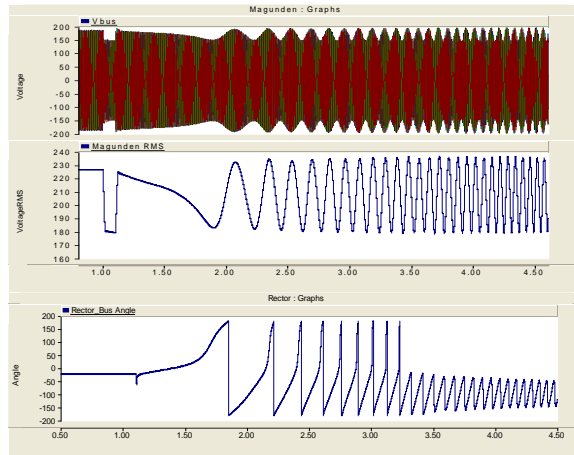 Magunden : Graphs
Vbus
Voltage
200
150
100
50
0
-50
-100
-150
-200
Magunden RMS
VoltageRMS
240
230
220
210
200
190
180
170
160
1.00 1.50 2.00 2.50 3.00 3.50 4.00 4.50
Rector : Graphs
Rector_Bus Angle
Angle
200
150
100
50
0
-50
-100
-150
-200
0.50 1.00 1.50 2.00 2.50 3.00 3.50 4.00 4.50